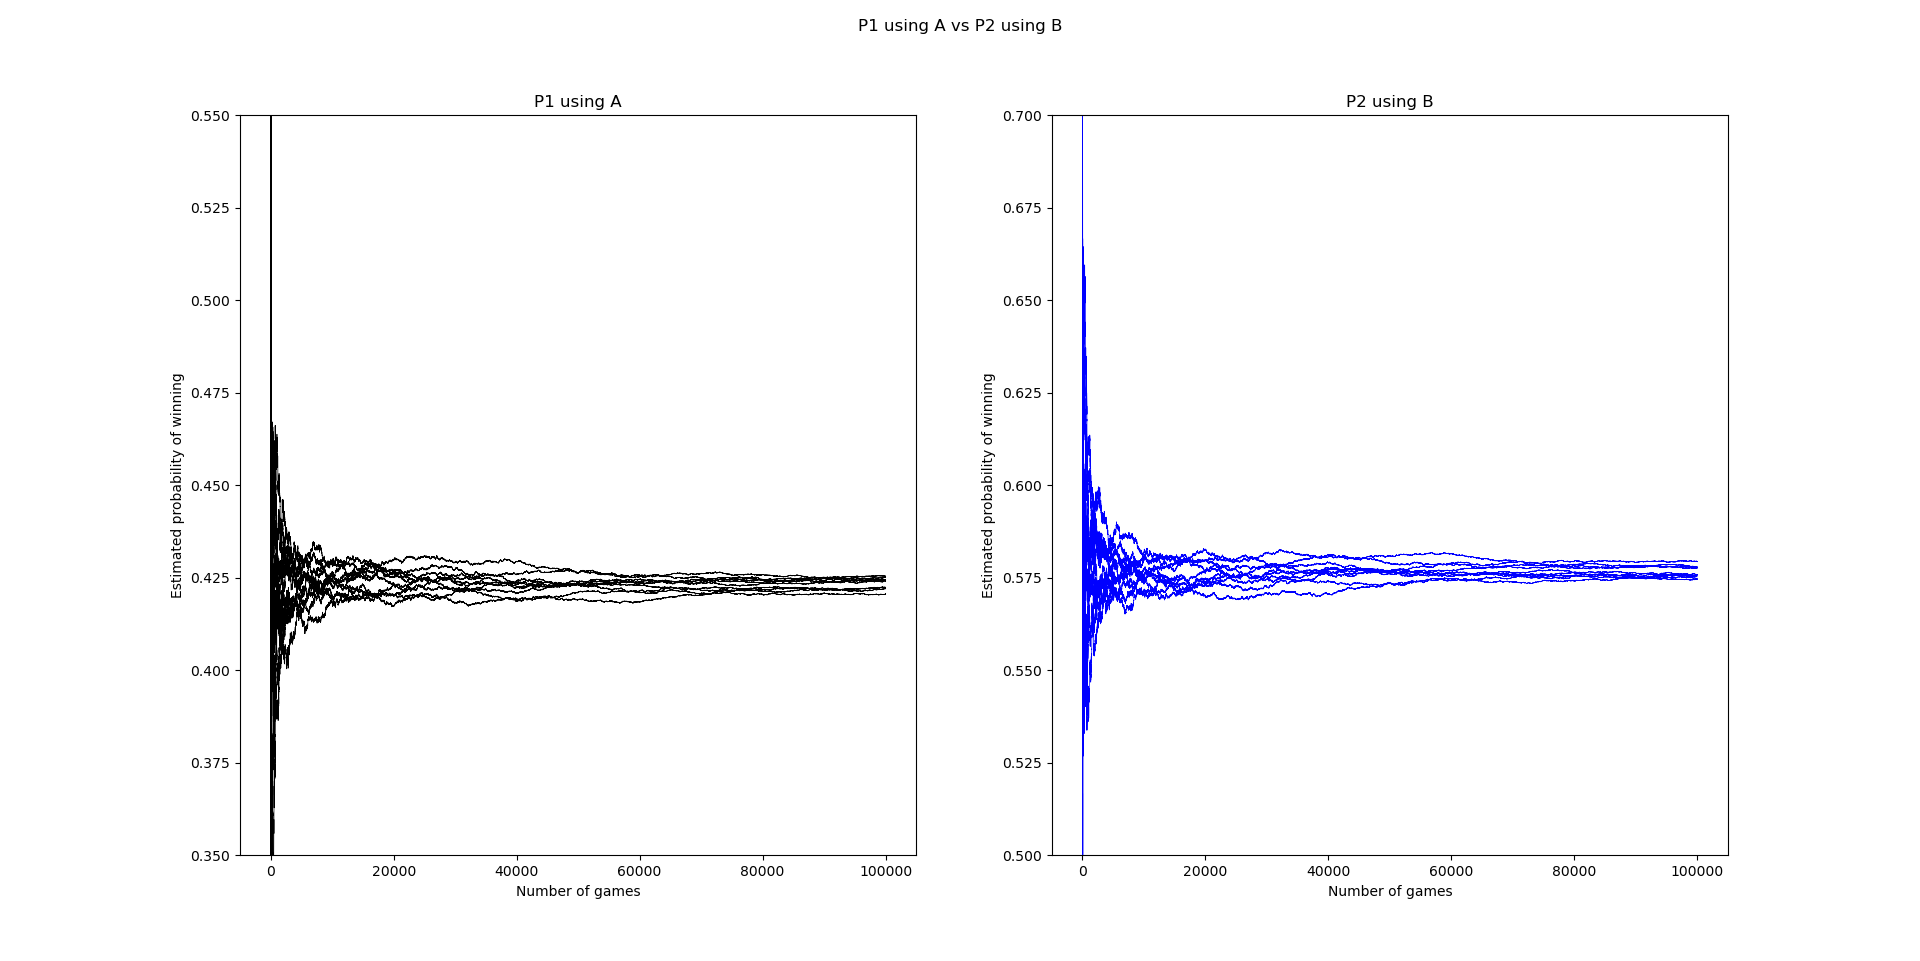 P1 using A vs P2 using B
P1 using A
0.550
0.525
0.500
0.475
0.450
0.425
0.400
0.375
0.350
Estimated probability of winning
0 20000 40000 60000 80000 100000
Number of games
P2 using B
0.700
0.675
0.650
0.625
0.600
0.575
0.550
0.525
0.500
Estimated probability of winning
0 20000 40000 60000 80000 100000
Number of games